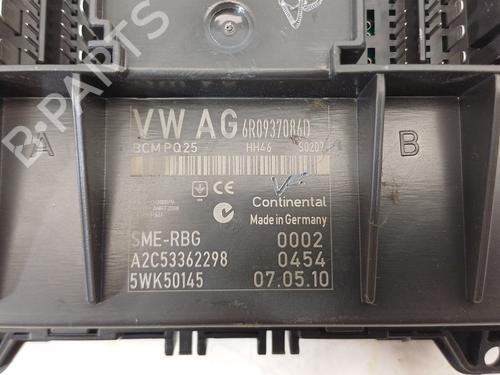 VW AG 6R0937086D
BCM PQ25 HH46 S0207
A
B
CE
Continental
Made in Germany
SME-RBG 0002
A2C53362298 0454
5WK50145 07.05.10
B-PARTS